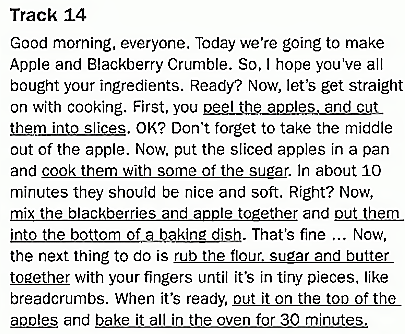 Track 14
Good morning, everyone. Today we're going to make
Apple and Blackberry Crumble. So, I hope you've all
bought your ingredients. Ready? Now, let's get straight
on with cooking. First, you peel the apples, and cut
them into slices. OK? Don't forget to take the middle
out of the apple. Now, put the sliced apples in a pan
and cook them with some of the sugar. In about 10
minutes they should be nice and soft. Right? Now,
mix the blackberries and apple together and put them
into the bottom of a baking dish. That's fine ... Now,
the next thing to do is rub the flour, sugar and butter
together with your fingers until it's in tiny pieces, like
breadcrumbs. When it's ready, put it on the top of the
apples and bake it all in the oven for 30 minutes.